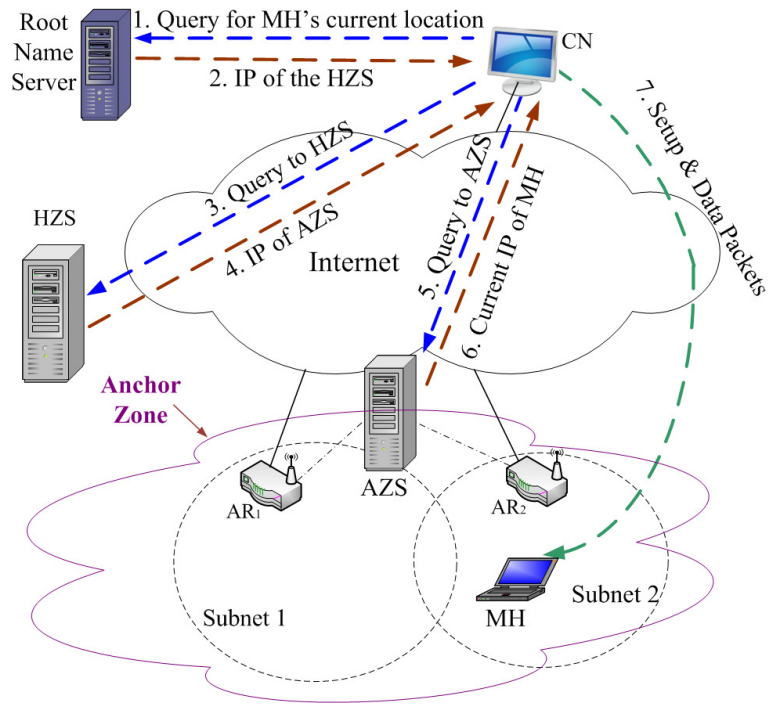 1. Query for MH's current location
Root
Name
Server
CN
2. IP of the HZS
3. Query to HZS
4. IP of AZS
5. Query to AZS
6. Current IP of MH
7. Setup & Data Packets
HZS
Internet
Anchor
Zone
AR1
AZS
AR2
Subnet 1
MH
Subnet 2